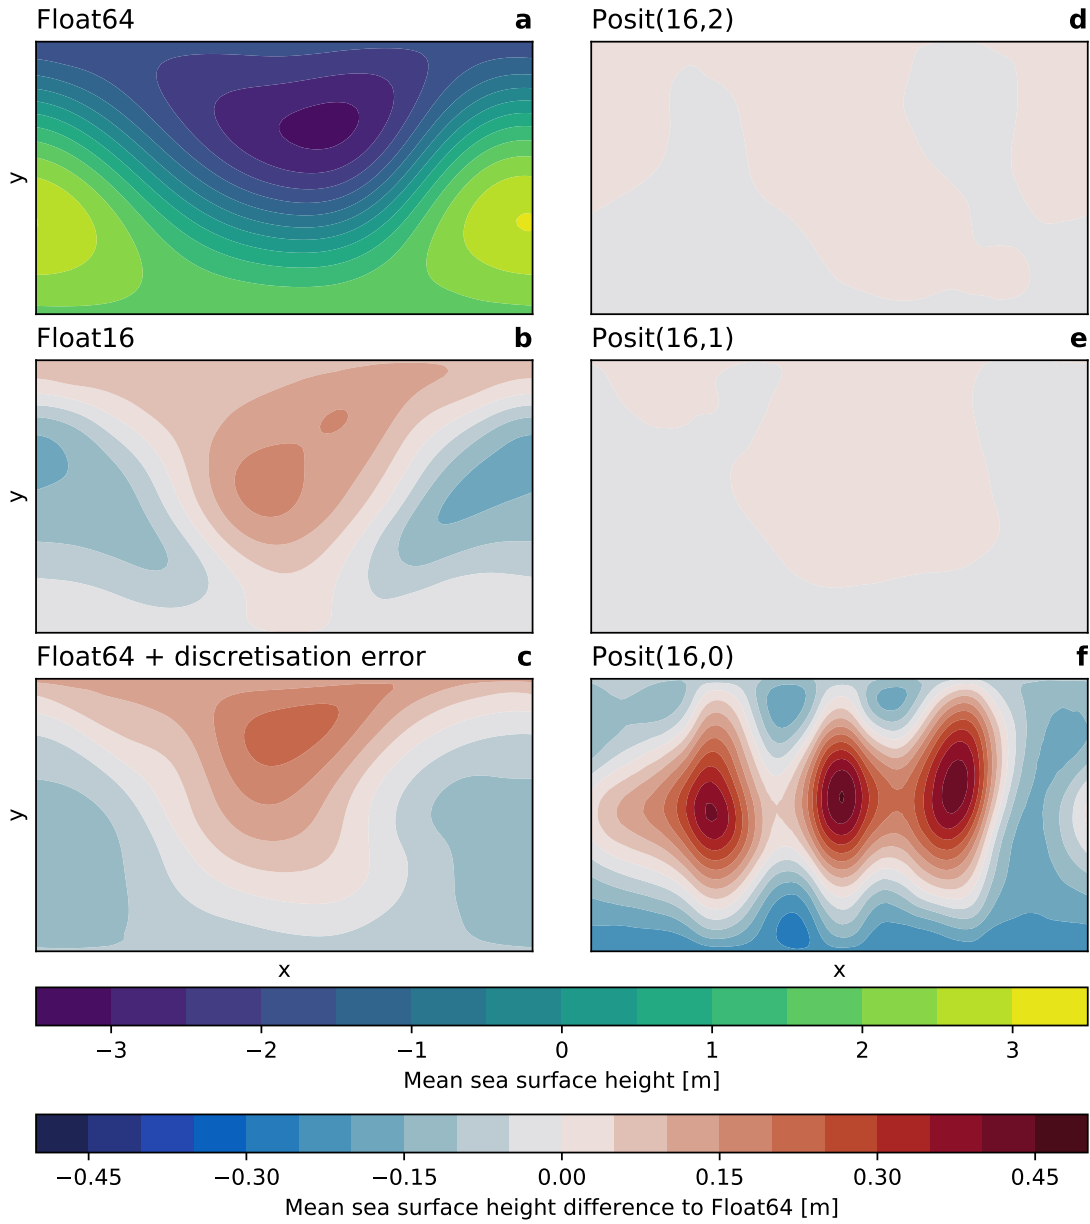 Float64 a
Posit(16,2) d
y
Float16 b
Posit(16,1) e
y
Float64 + discretisation error c
Posit(16,0) f
y
x
x
−3 −2 −1 0 1 2 3
Mean sea surface height [m]
−0.45 −0.30 −0.15 0.00 0.15 0.30 0.45
Mean sea surface height difference to Float64 [m]